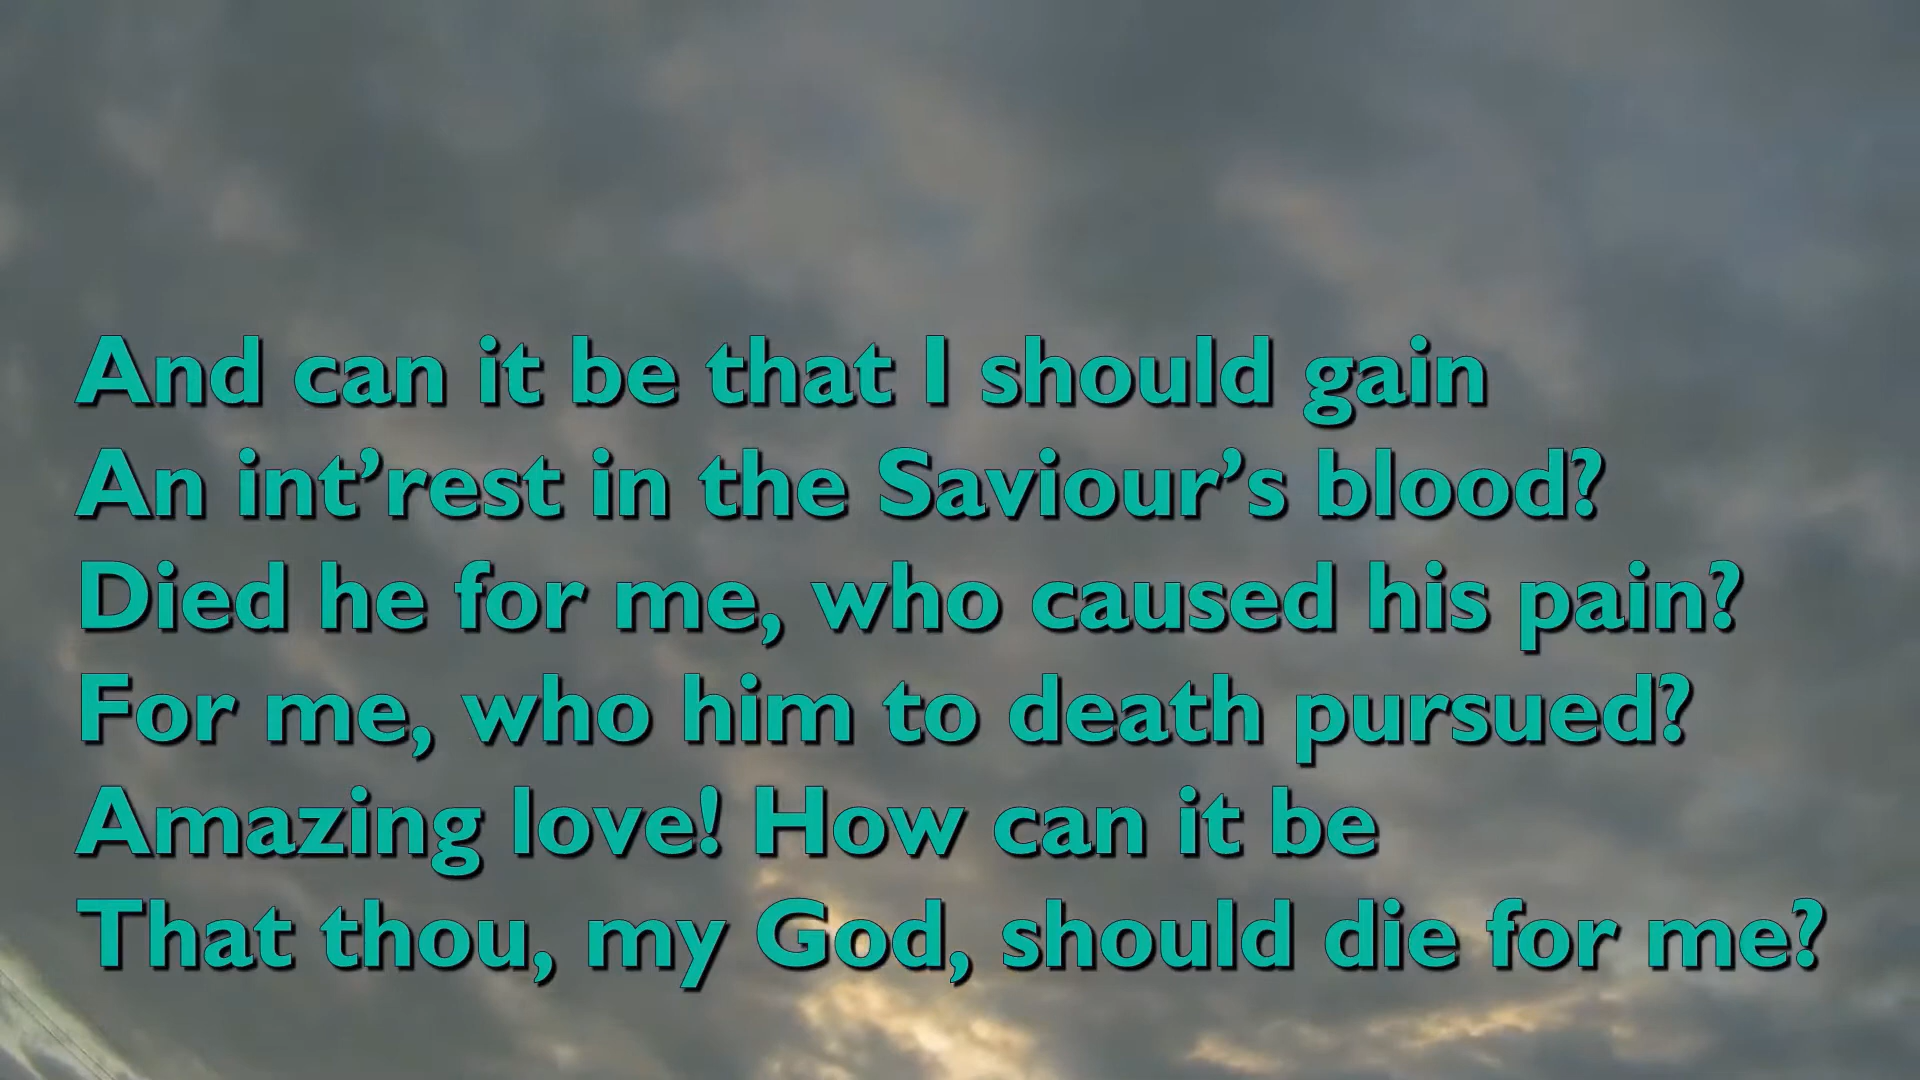 And can it be that I should gain
An int’rest in the Saviour’s blood?
Died he for me, who caused his pain?
For me, who him to death pursued?
Amazing love! How can it be
That thou, my God, should die for me?